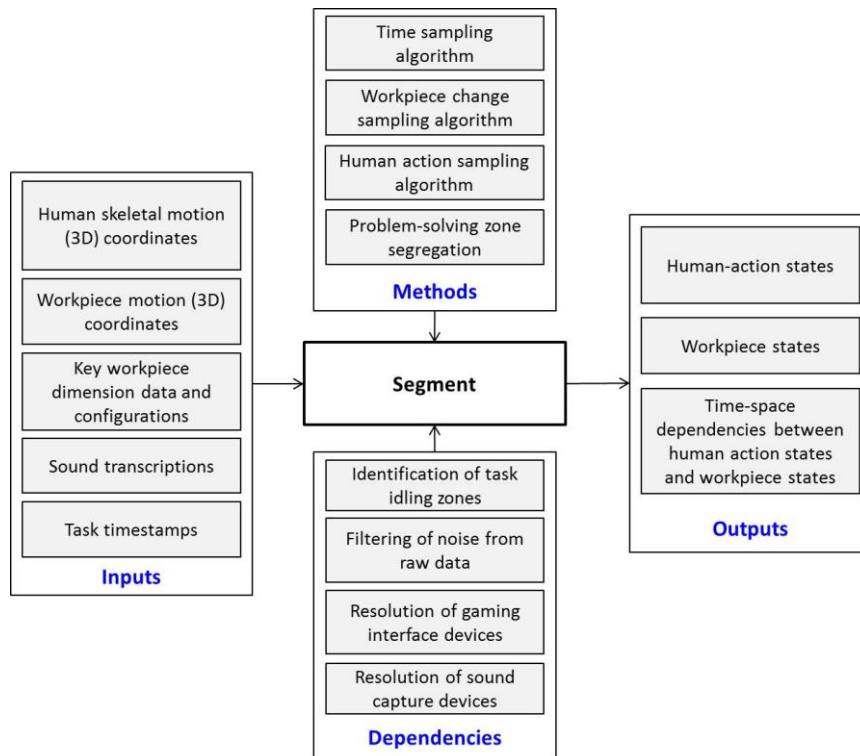 Time sampling
algorithm
Workpiece change
sampling algorithm
Human action sampling
algorithm
Problem-solving zone
segregation
Methods
Human skeletal motion
(3D) coordinates
Workpiece motion (3D)
coordinates
Key workpiece
dimension data and
configurations
Sound transcriptions
Task timestamps
Inputs
Segment
Human-action states
Workpiece states
Time-space
dependencies between
human action states
and workpiece states
Outputs
Identification of task
idling zones
Filtering of noise from
raw data
Resolution of gaming
interface devices
Resolution of sound
capture devices
Dependencies